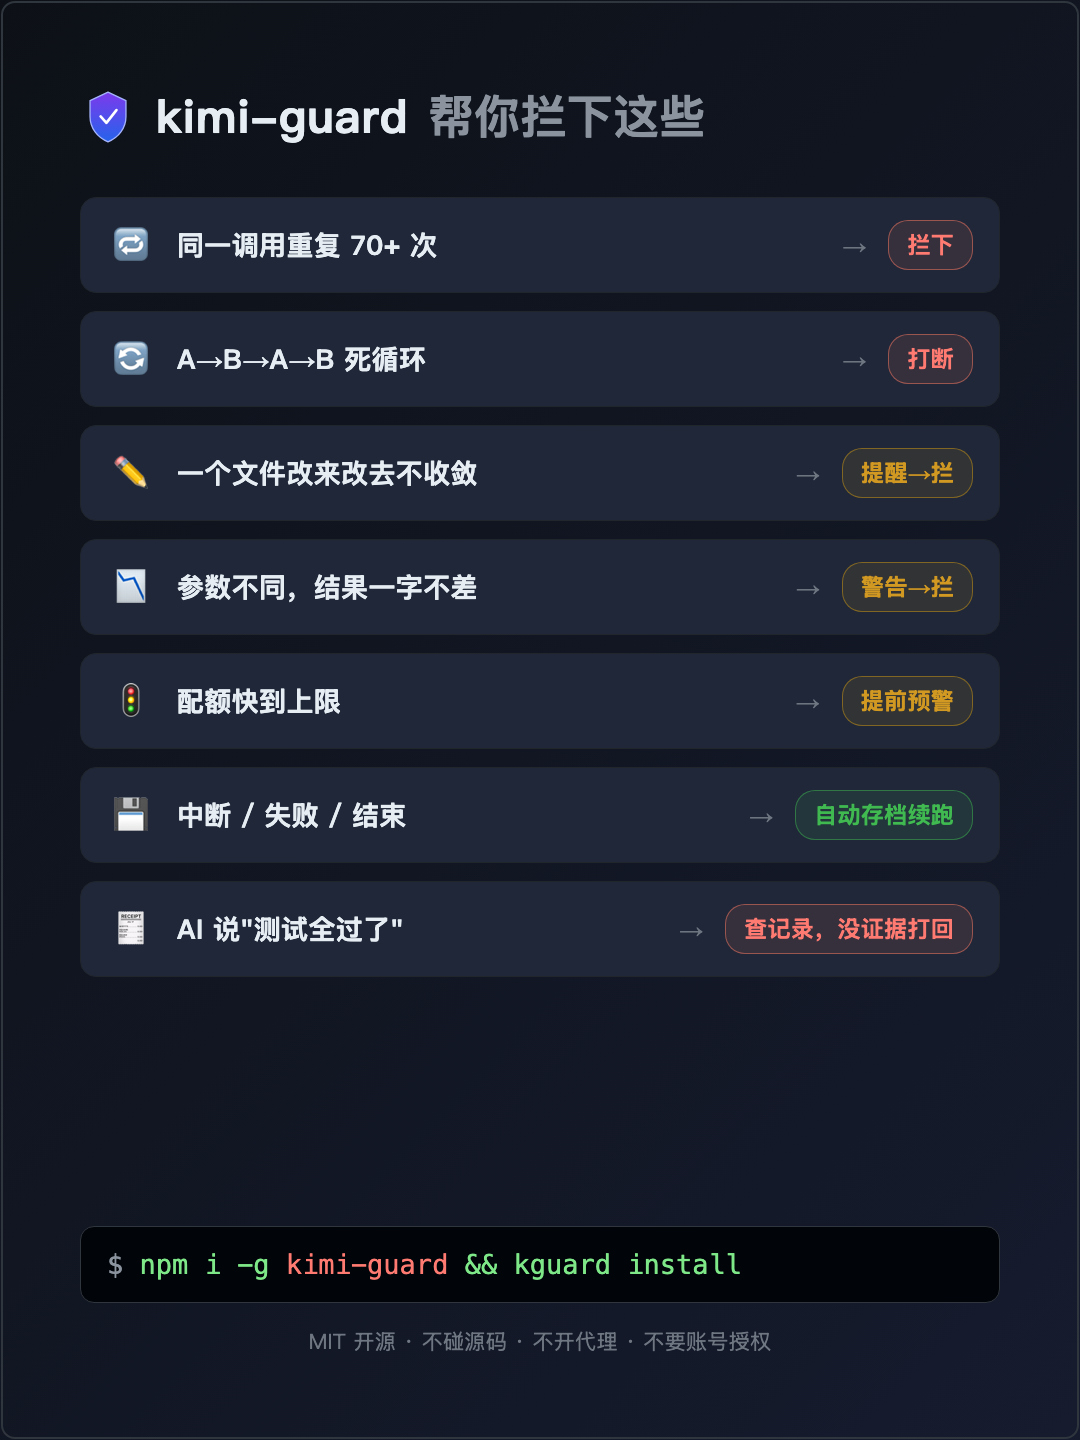 kimi-guard 帮你拦下这些
同一调用重复 70+ 次 → 拦下
A→B→A→B 死循环 → 打断
一个文件改来改去不收敛 → 提醒→拦
参数不同，结果一字不差 → 警告→拦
配额快到上限 → 提前预警
中断 / 失败 / 结束 → 自动存档续跑
RECEIPT
AI 说"测试全过了" → 查记录，没证据打回
$ npm i -g kimi-guard && kguard install
MIT 开源 · 不碰源码 · 不开代理 · 不要账号授权